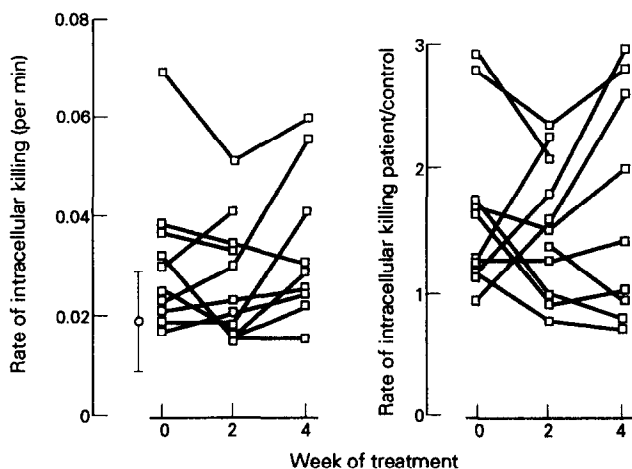 Rate of intracellular killing (per min)
0.08
0.06
0.04
0.02
0
0 2 4
Rate of intracellular killing patient/control
3
2
1
0
0 2 4
Week of treatment